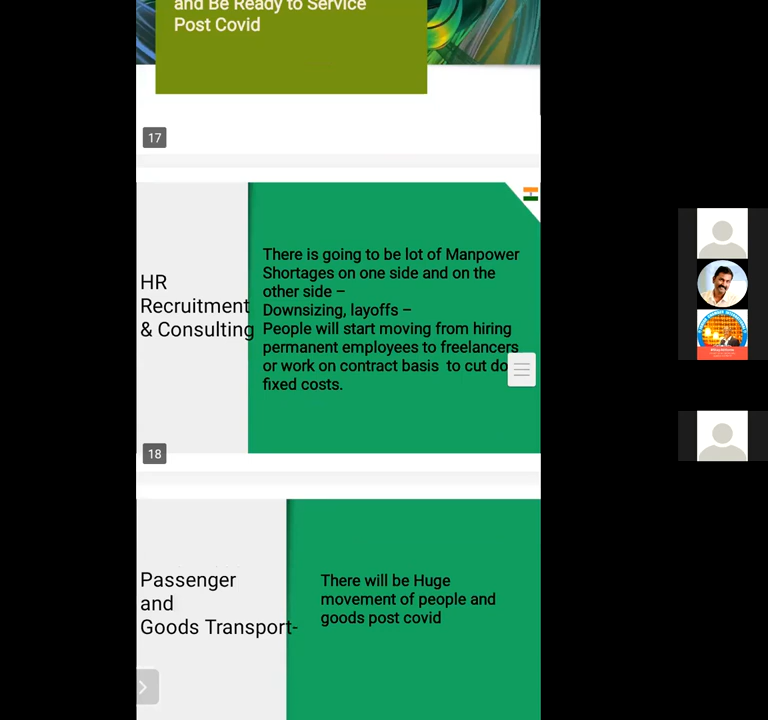 and Be Ready to Service
Post Covid
17
HR
Recruitment
& Consulting
There is going to be lot of Manpower
Shortages on one side and on the
other side –
Downsizing, layoffs –
People will start moving from hiring
permanent employees to freelancers
or work on contract basis to cut do
fixed costs.
18
Passenger
and
Goods Transport-
There will be Huge
movement of people and
goods post covid